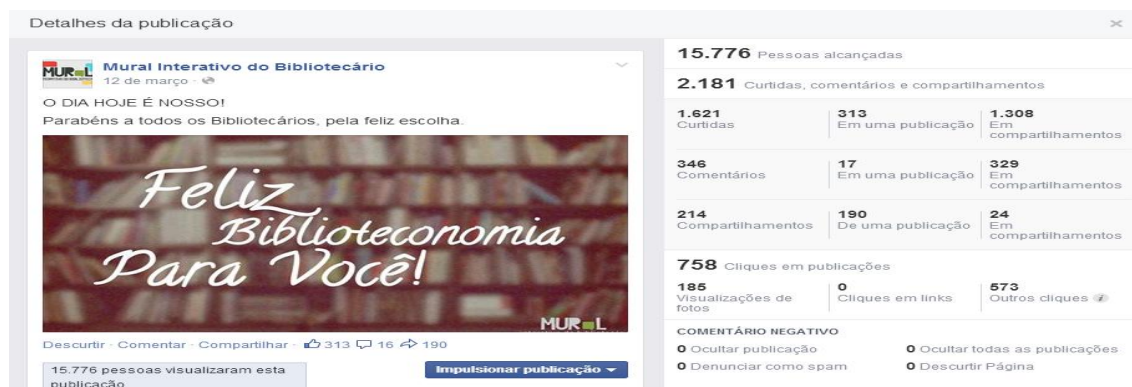 Detalhes da publicação
×
MURAL
Mural Interativo do Bibliotecário
12 de março
O DIA HOJE É NOSSO!
Parabéns a todos os Bibliotecários, pela feliz escolha.
Feliz
Biblioteconomia
Para Você!
MURAL
Descurtir · Comentar · Compartilhar · 313 16 190
15.776 pessoas visualizaram esta
publicação
Impulsionar publicação
15.776 Pessoas alcançadas
2.181 Curtidas, comentários e compartilhamentos
1.621 313 1.308
Curtidas Em uma publicação Em
compartilhamentos
346 17 329
Comentários Em uma publicação Em
compartilhamentos
214 190 24
Compartilhamentos De uma publicação Em
compartilhamentos
758 Cliques em publicações
185 0 573
Visualizações de Cliques em links Outros cliques i
fotos
COMENTÁRIO NEGATIVO
0 Ocultar publicação 0 Ocultar todas as publicações
0 Denunciar como spam 0 Descurtir Página